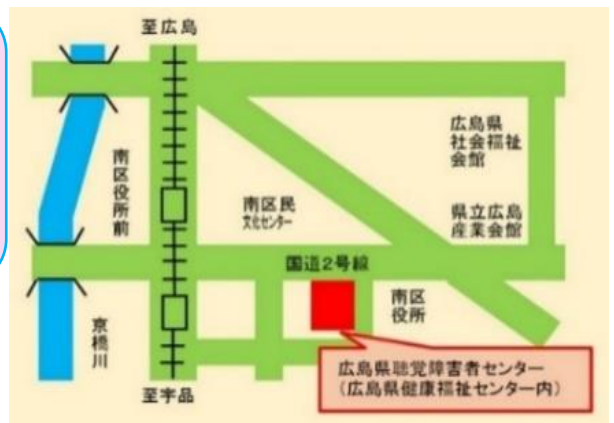 至広島
広島県
社会福祉
会館
南区役所前
南区民
文化センター
県立広島
産業会館
国道2号線
南区
役所
京橋川
広島県聴覚障害者センター
（広島県健康福祉センター内）
至宇品